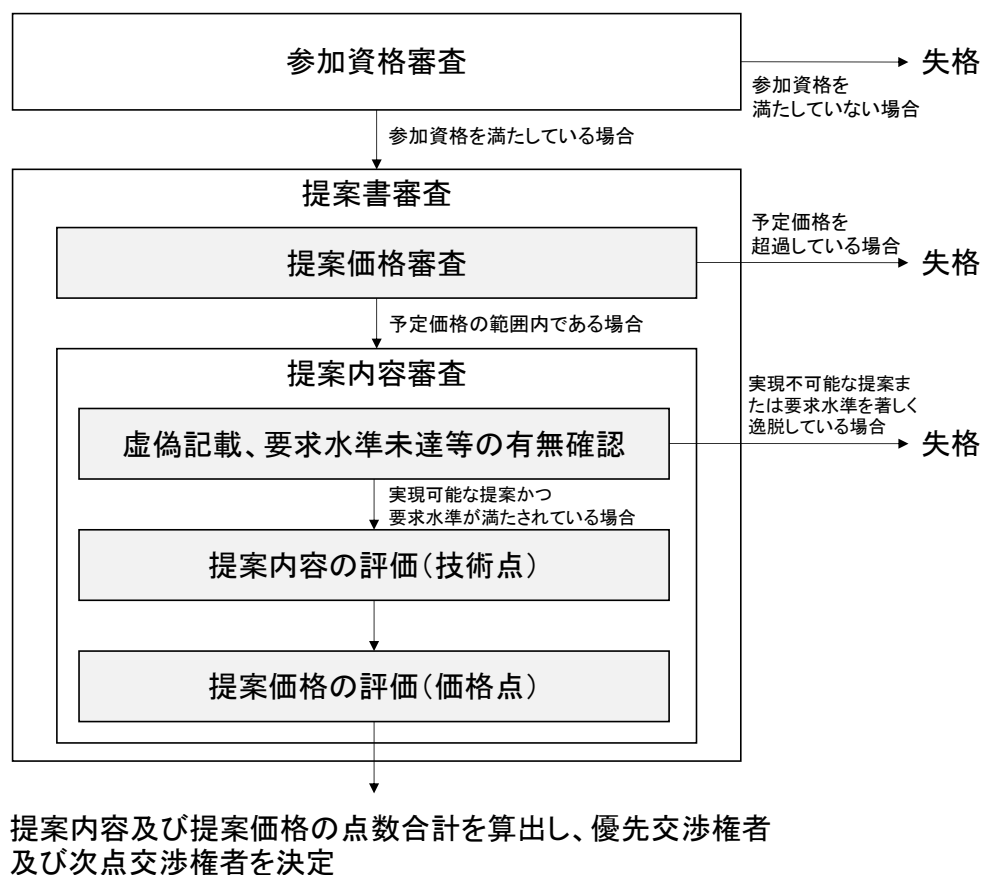 参加資格審査
失格
参加資格を
満たしていない場合
参加資格を満たしている場合
提案書審査
提案価格審査
予定価格を
超過している場合
失格
予定価格の範囲内である場合
提案内容審査
虚偽記載、要求水準未達等の有無確認
実現不可能な提案ま
たは要求水準を著しく
逸脱している場合
失格
実現可能な提案かつ
要求水準が満たされている場合
提案内容の評価(技術点)
提案価格の評価(価格点)
提案内容及び提案価格の点数合計を算出し、優先交渉権者
及び次点交渉権者を決定